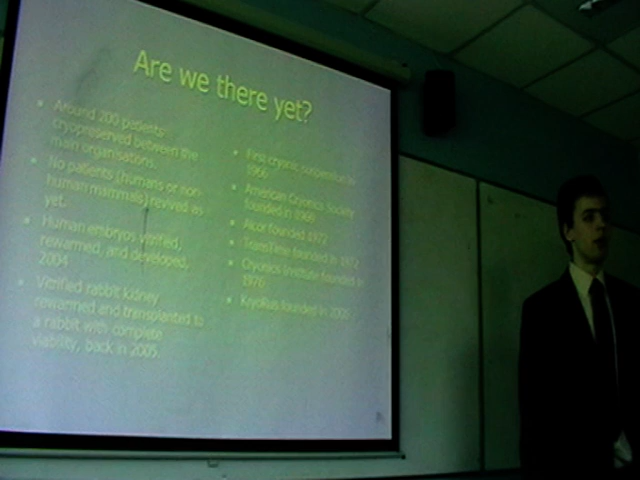 Are we there yet?
Around 200 patients
cryopreserved between the
main organisations.
No patients (humans or non-
human mammals) revived as
yet.
Human embryos vitrified,
rewarmed, and developed,
2004
Vitrified rabbit kidney
rewarmed and transplanted to
a rabbit with complete
viability, back in 2005.
First cryonic suspension in
American Cryonics Society
founded in 1969
Alcor founded 1972
TransTime founded in 1972
Cryonics Institute founded in
1976
KryoRus founded in